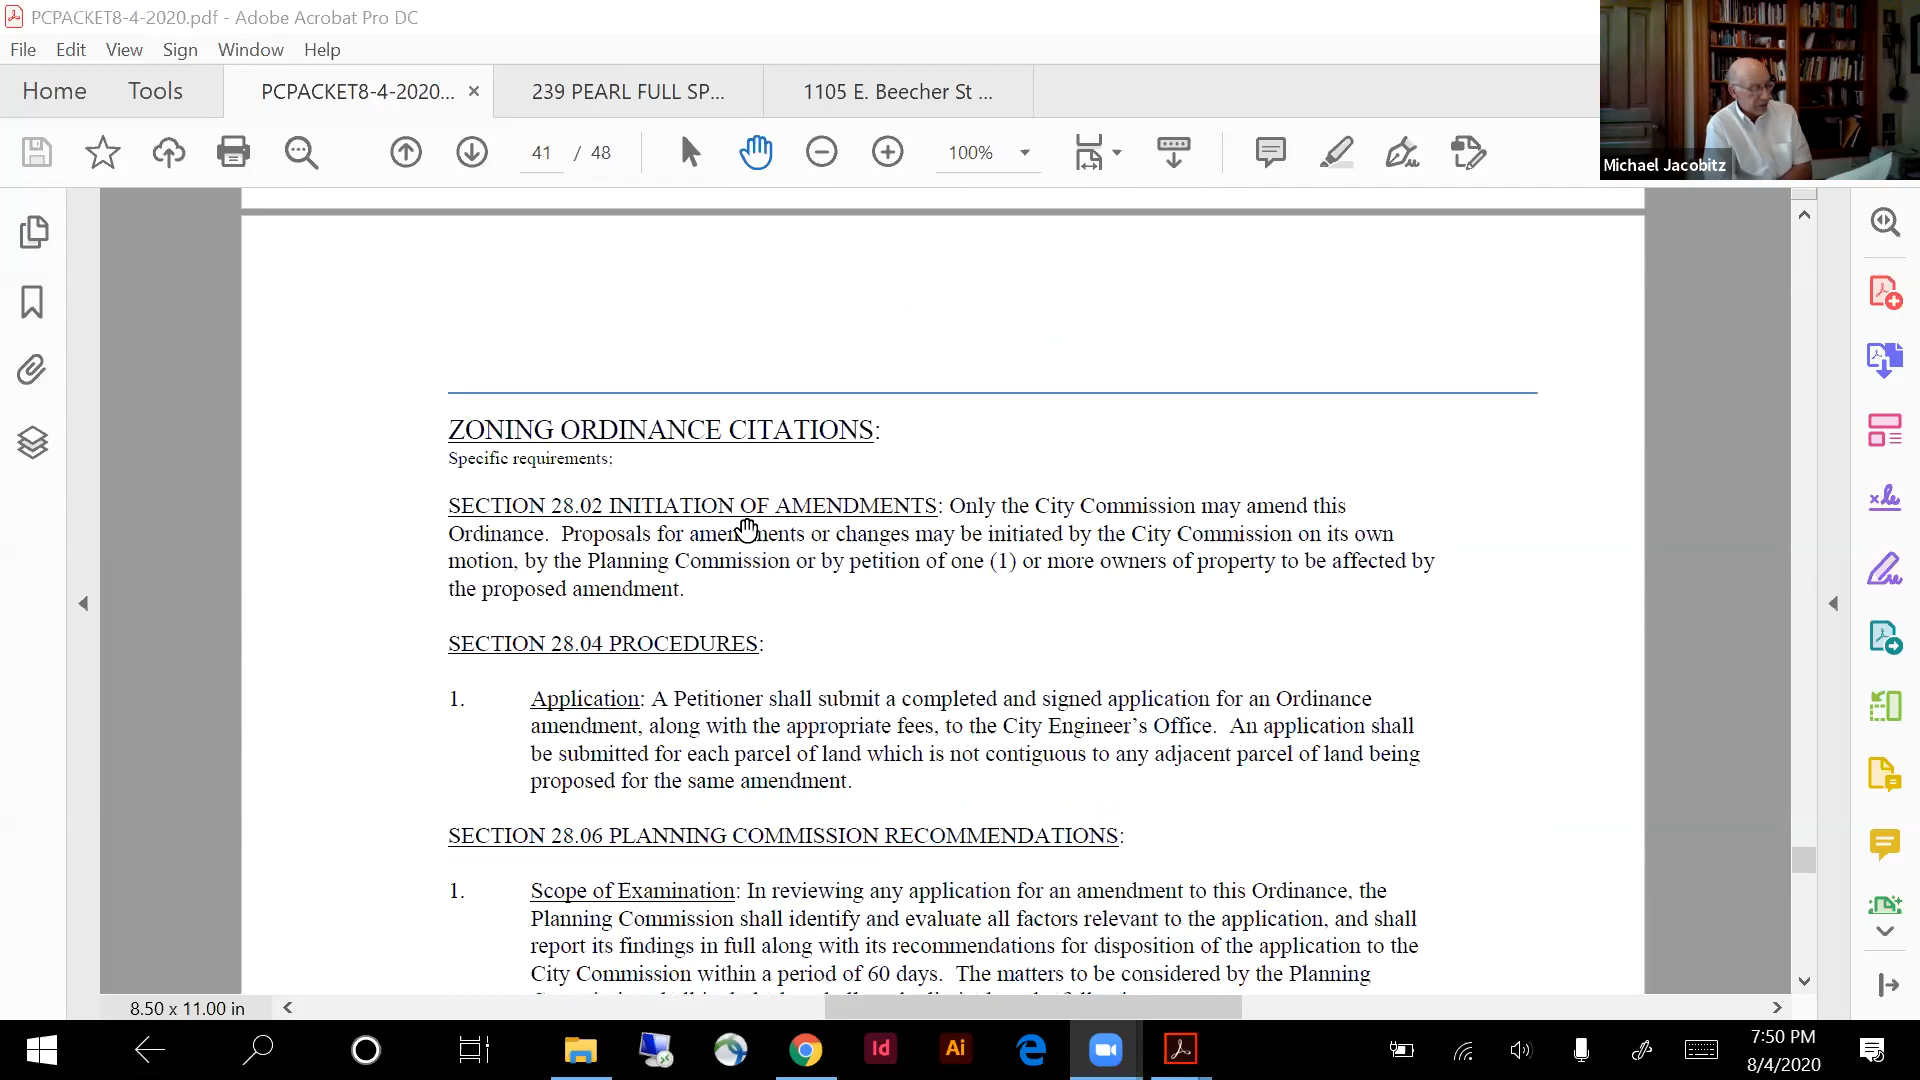 PCPACKET8-4-2020.pdf - Adobe Acrobat Pro DC
File Edit View Sign Window Help
Home Tools PCPACKET8-4-2020... × 239 PEARL FULL SP... 1105 E. Beecher St ...
41 / 48 100%
Michael Jacobitz
ZONING ORDINANCE CITATIONS:
Specific requirements:
SECTION 28.02 INITIATION OF AMENDMENTS: Only the City Commission may amend this
Ordinance. Proposals for amendments or changes may be initiated by the City Commission on its own
motion, by the Planning Commission or by petition of one (1) or more owners of property to be affected by
the proposed amendment.
SECTION 28.04 PROCEDURES:
1. Application: A Petitioner shall submit a completed and signed application for an Ordinance
amendment, along with the appropriate fees, to the City Engineer’s Office. An application shall
be submitted for each parcel of land which is not contiguous to any adjacent parcel of land being
proposed for the same amendment.
SECTION 28.06 PLANNING COMMISSION RECOMMENDATIONS:
1. Scope of Examination: In reviewing any application for an amendment to this Ordinance, the
Planning Commission shall identify and evaluate all factors relevant to the application, and shall
report its findings in full along with its recommendations for disposition of the application to the
City Commission within a period of 60 days. The matters to be considered by the Planning
8.50 x 11.00 in
Id Ai
7:50 PM
8/4/2020